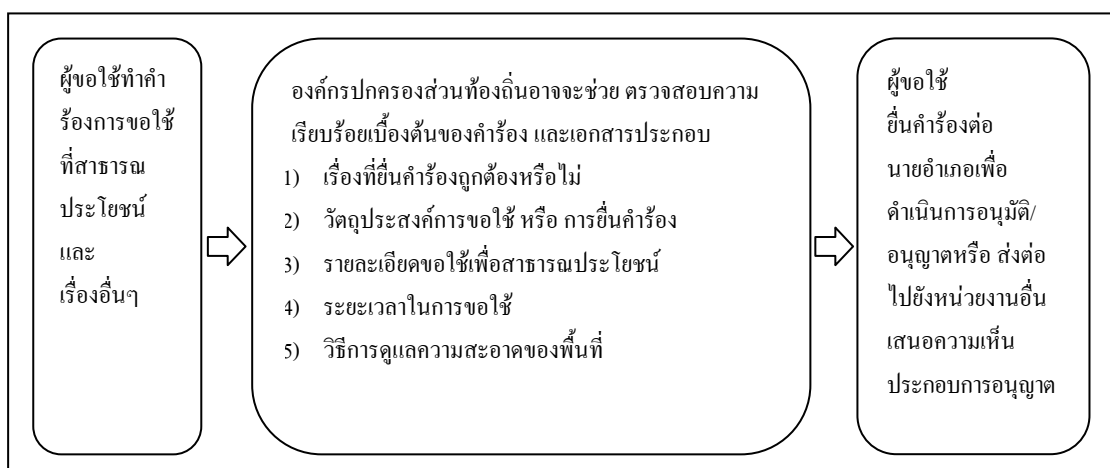 ผู้ขอใช้ทำคำ
ร้องการขอใช้
ที่สาธารณ
ประโยชน์
และ
เรื่องอื่นๆ
องค์กรปกครองส่วนท้องถิ่นอาจจะช่วย ตรวจสอบความ
เรียบร้อยเบื้องต้นของคำร้อง และเอกสารประกอบ
1) เรื่องที่ยื่นคำร้องถูกต้องหรือไม่
2) วัตถุประสงค์การขอใช้ หรือ การยื่นคำร้อง
3) รายละเอียดขอใช้เพื่อสาธารณประโยชน์
4) ระยะเวลาในการขอใช้
5) วิธีการดูแลความสะอาดของพื้นที่
ผู้ขอใช้
ยื่นคำร้องต่อ
นายอำเภอเพื่อ
ดำเนินการอนุมัติ/
อนุญาตหรือ ส่งต่อ
ไปยังหน่วยงานอื่น
เสนอความเห็น
ประกอบการอนุญาต